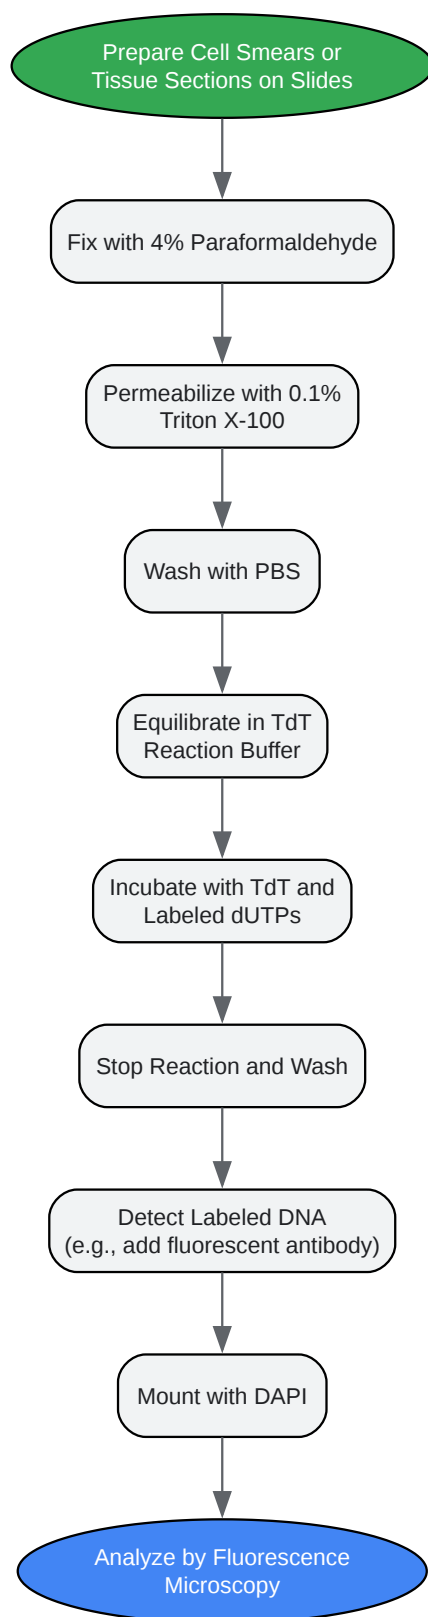 Prepare Cell Smears or
Tissue Sections on Slides
Fix with 4% Paraformaldehyde
Permeabilize with 0.1%
Triton X-100
Wash with PBS
Equilibrate in TdT
Reaction Buffer
Incubate with TdT and
Labeled dUTPs
Stop Reaction and Wash
Detect Labeled DNA
(e.g., add fluorescent antibody)
Mount with DAPI
Analyze by Fluorescence
Microscopy